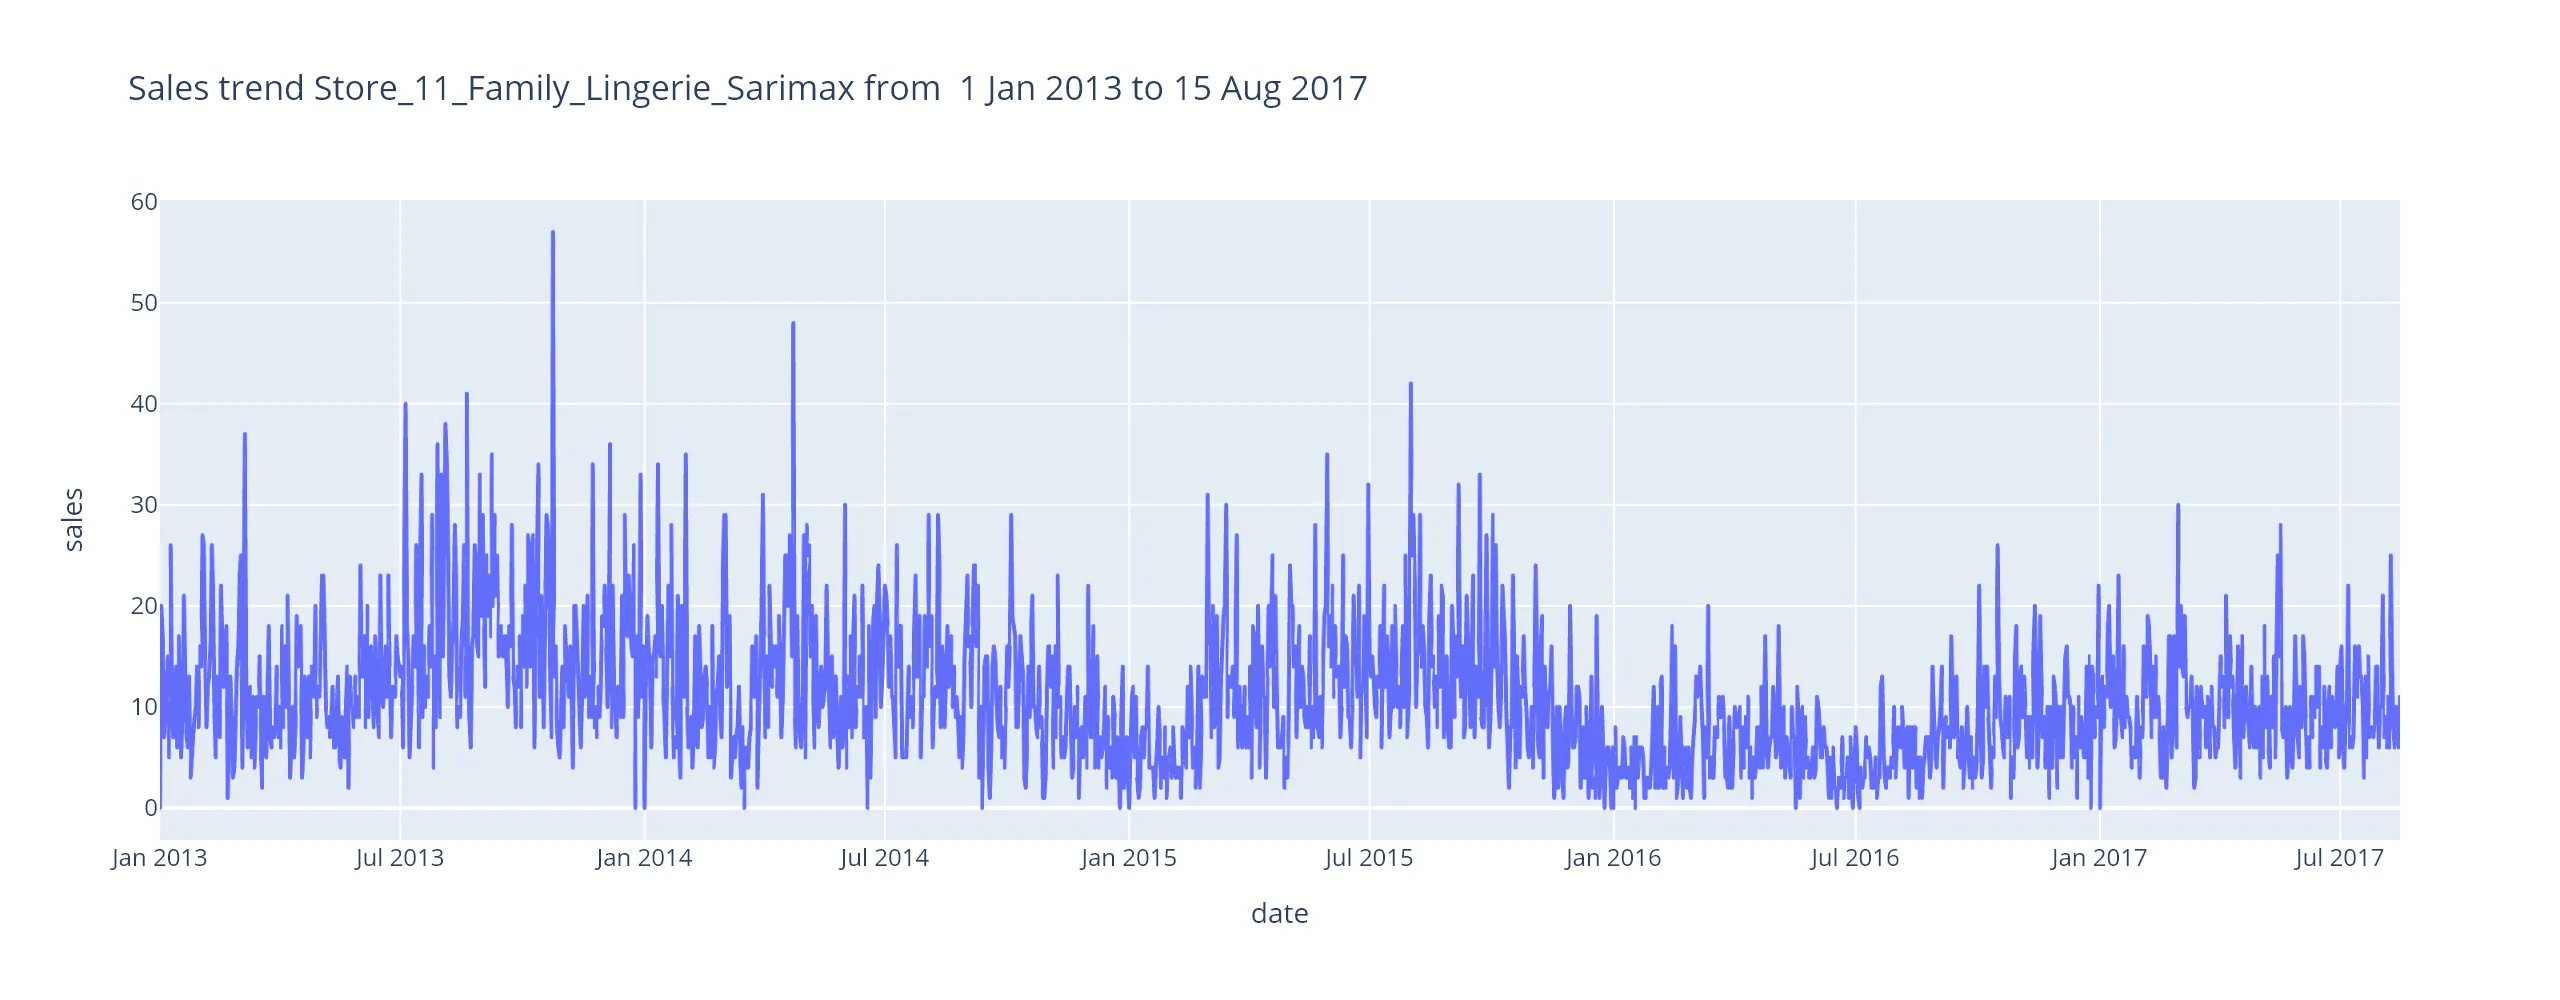 Sales trend Store_11_Family_Lingerie_Sarimax from  1 Jan 2013 to 15 Aug 2017
60
50
40
30
20
10
0
sales
Jan 2013
Jul 2013
Jan 2014
Jul 2014
Jan 2015
Jul 2015
Jan 2016
Jul 2016
Jan 2017
Jul 2017
date